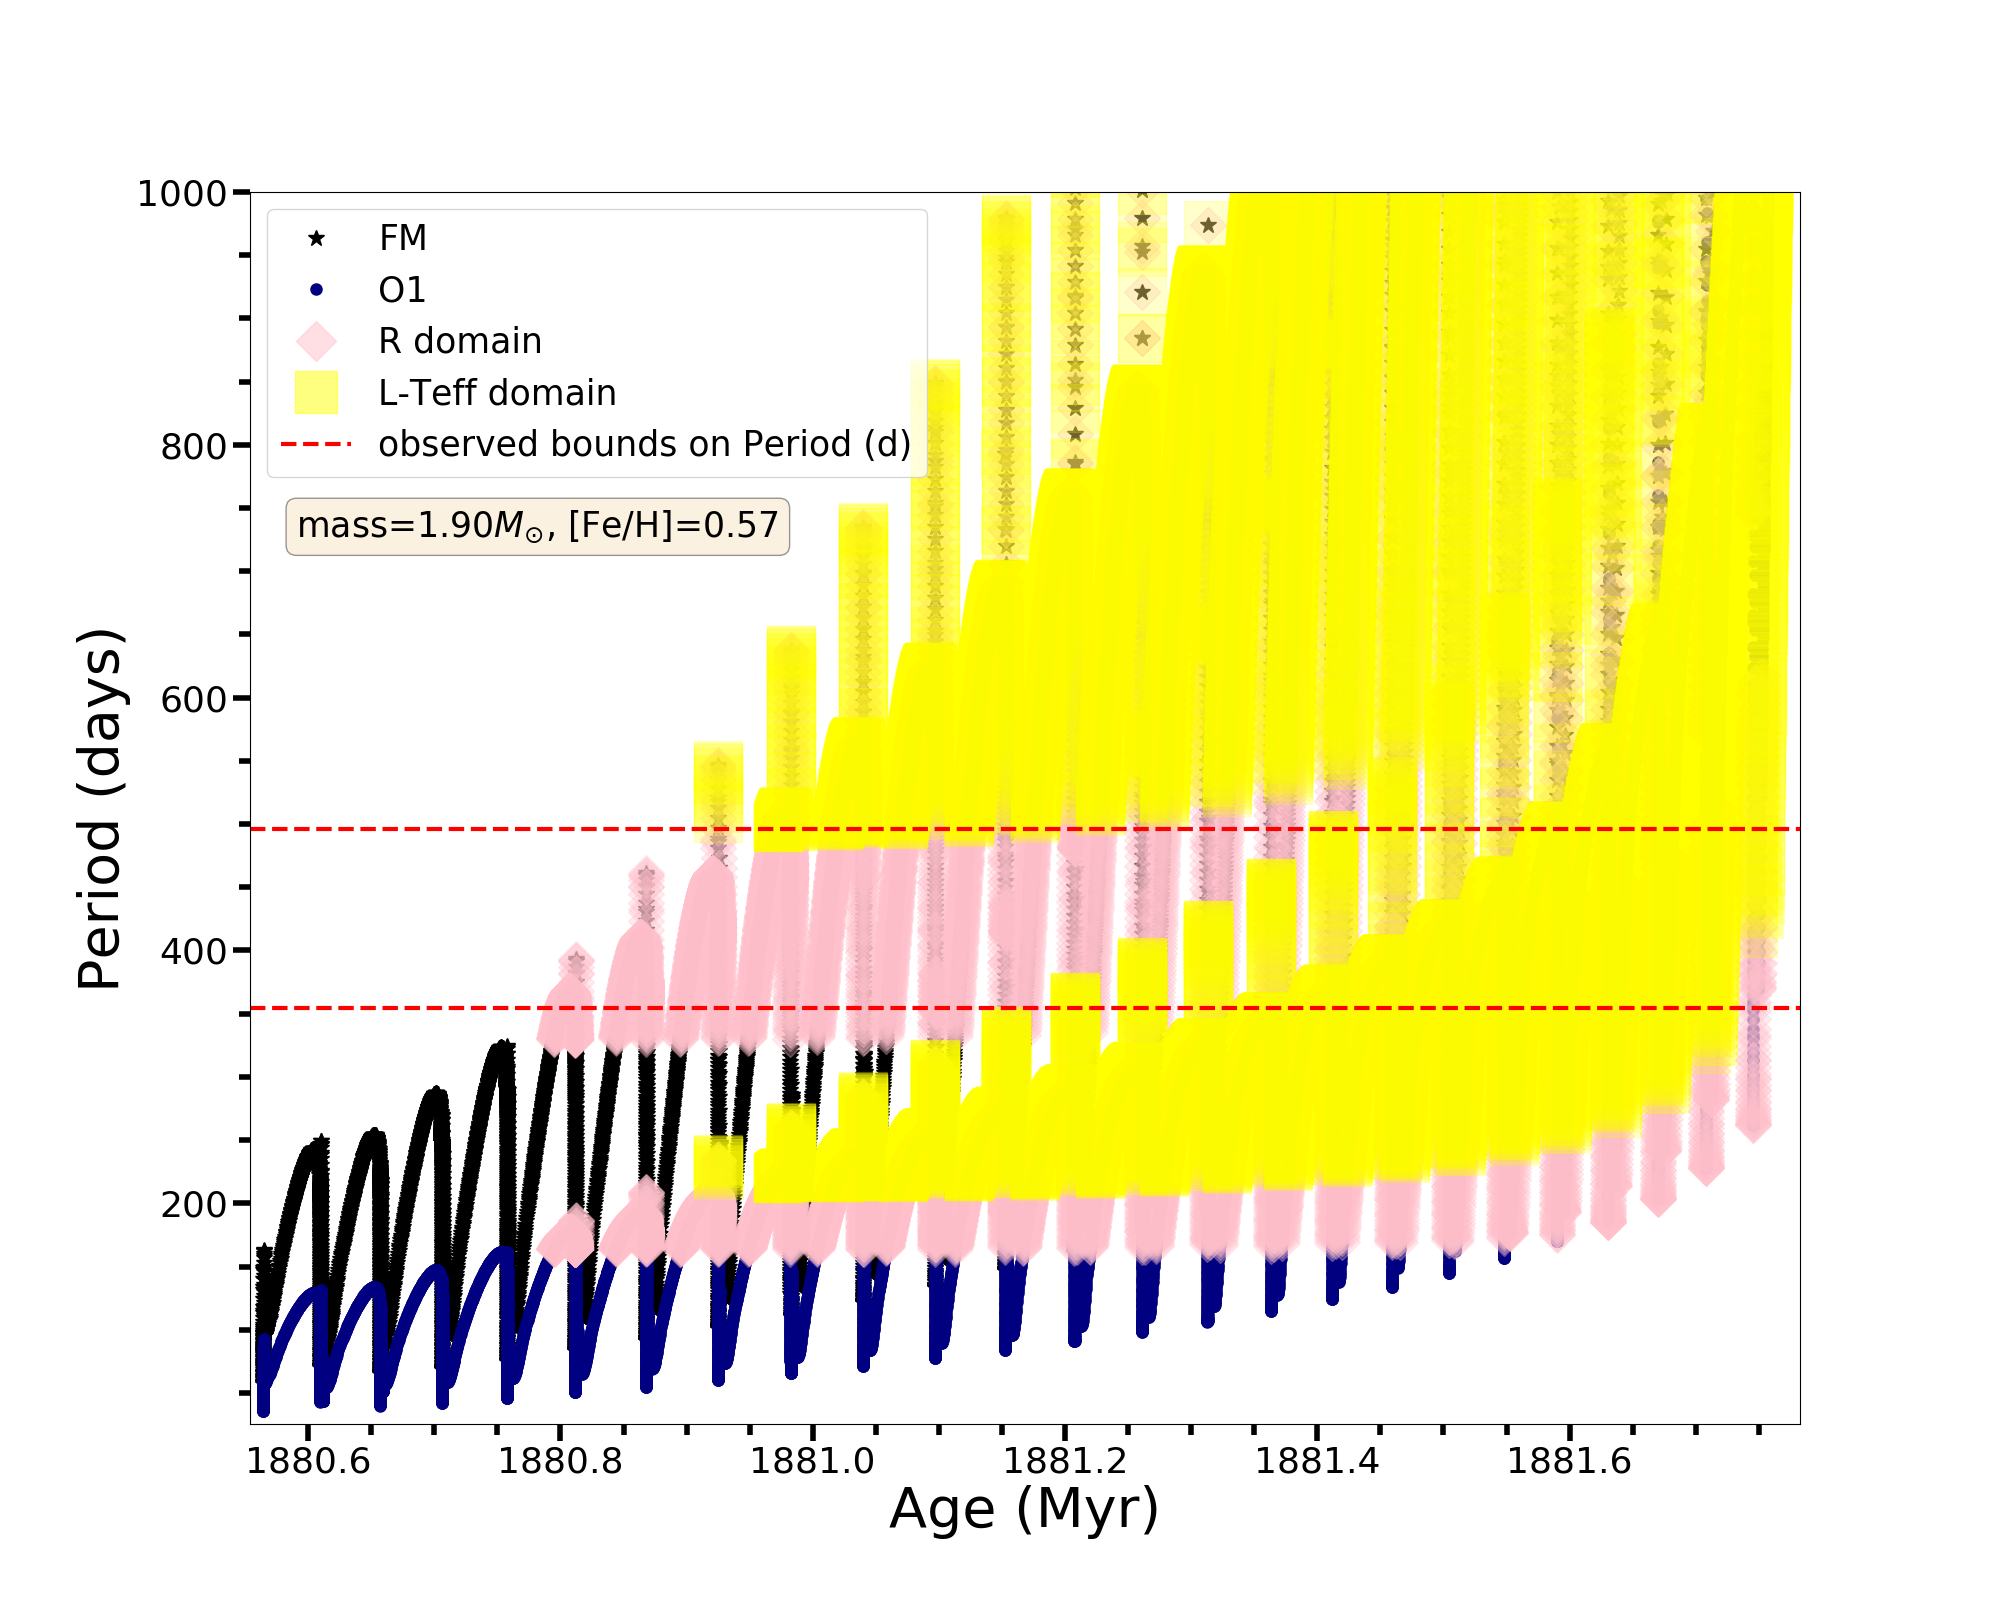 1000
800
600
400
200
Period (days)
FM
O1
R domain
L-Teff domain
observed bounds on Period (d)
mass=1.90M☉, [Fe/H]=0.57
1880.6 1880.8 1881.0 1881.2 1881.4 1881.6
Age (Myr)